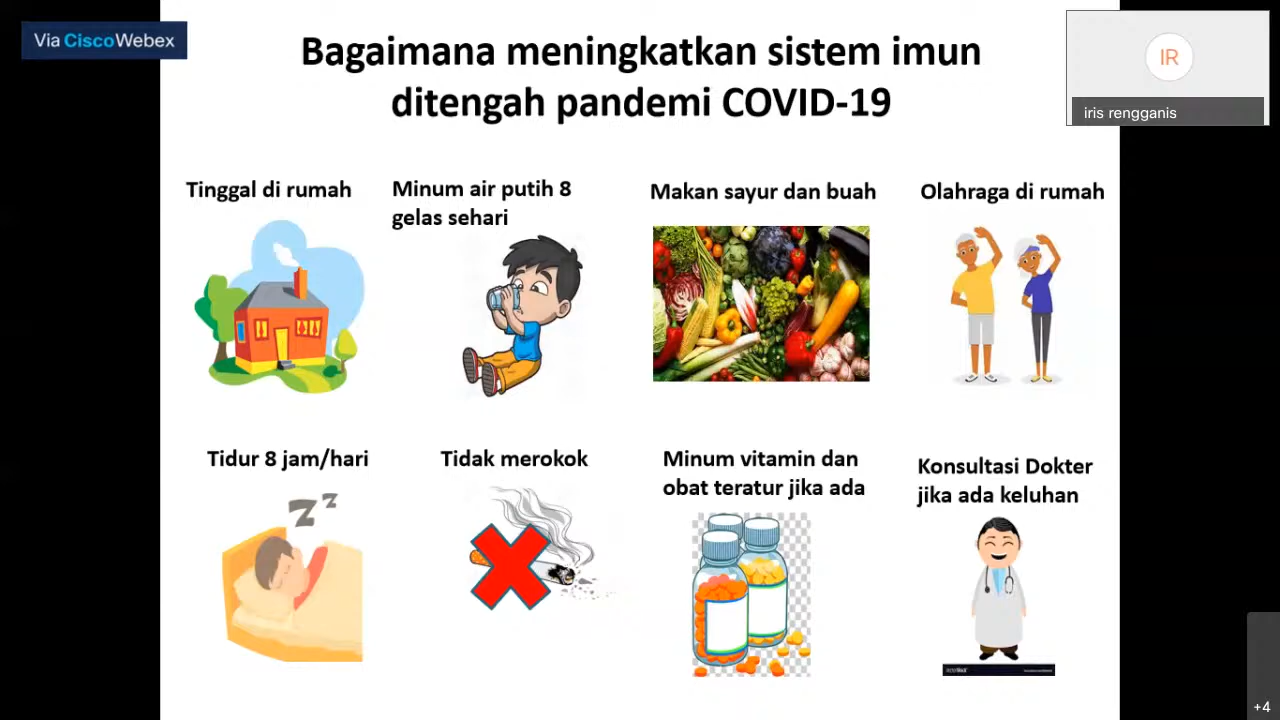 Via Cisco Webex
Bagaimana meningkatkan sistem imun
ditengah pandemi COVID-19
IR
iris rengganis
Tinggal di rumah
Minum air putih 8
gelas sehari
Makan sayur dan buah
Olahraga di rumah
Tidur 8 jam/hari
Z Z
Tidak merokok
Minum vitamin dan
obat teratur jika ada
Konsultasi Dokter
jika ada keluhan
+4